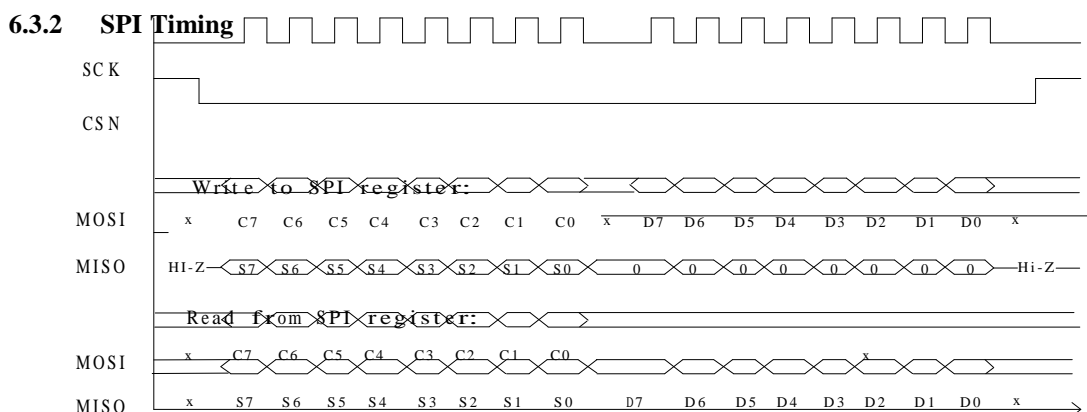 6.3.2 SPI Timing
SCK
CSN
Write to SPI register:
MOSI x C7 C6 C5 C4 C3 C2 C1 C0 x D7 D6 D5 D4 D3 D2 D1 D0 x
MISO HI-Z S7 S6 S5 S4 S3 S2 S1 S0 0 0 0 0 0 0 0 0 Hi-Z
Read from SPI register:
MOSI x C7 C6 C5 C4 C3 C2 C1 C0 x
MISO x S7 S6 S5 S4 S3 S2 S1 S0 D7 D6 D5 D4 D3 D2 D1 D0 x